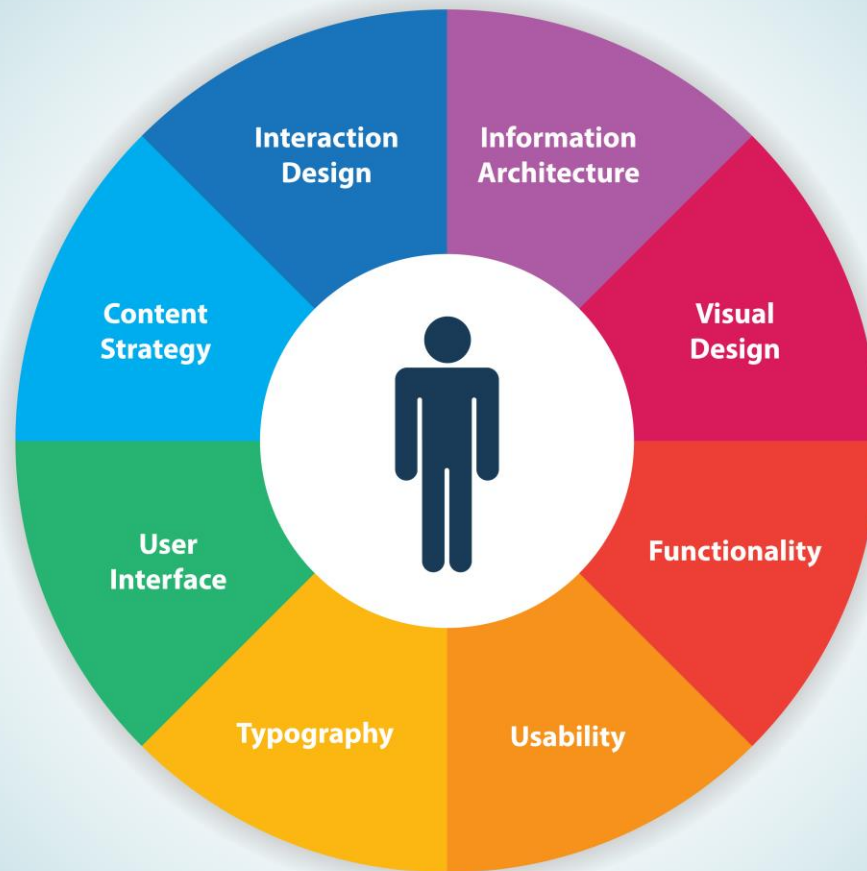 Interaction
Design
Information
Architecture
Visual
Design
Functionality
Usability
Typography
User
Interface
Content
Strategy